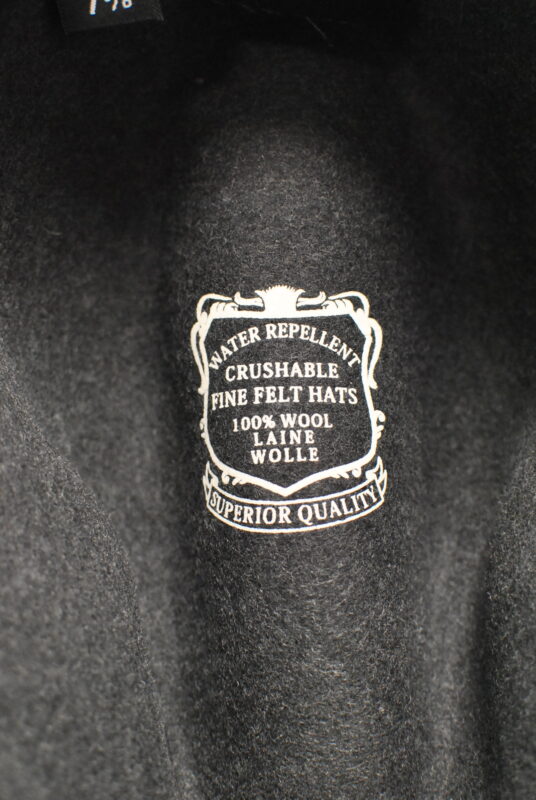 WATER REPELLENT
CRUSHABLE
FINE FELT HATS
100% WOOL
LAINE
WOLLE
SUPERIOR QUALITY